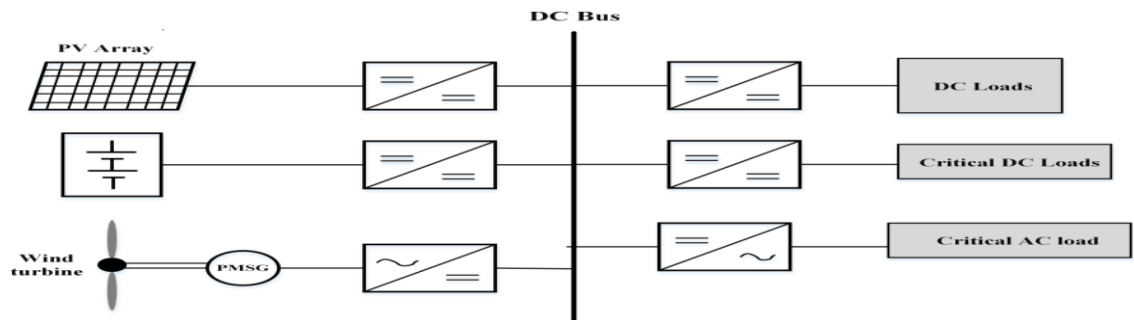 DC Bus
PV Array
DC Loads
Critical DC Loads
Critical AC load
Wind
turbine
PMSG